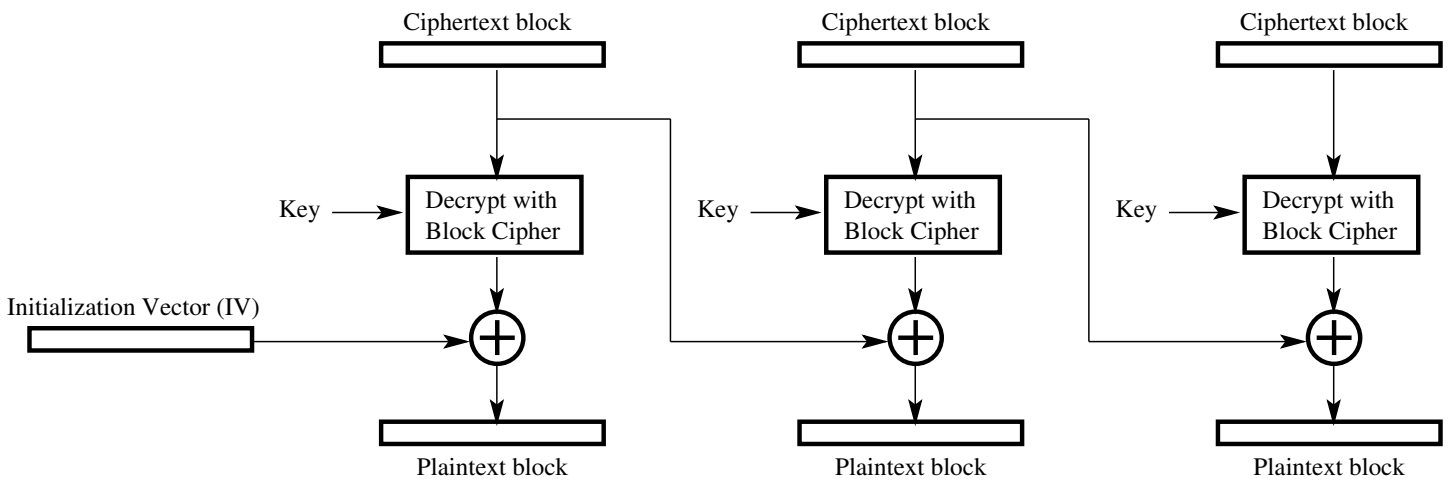 Ciphertext block
Ciphertext block
Ciphertext block
Key
Decrypt with
Block Cipher
Key
Decrypt with
Block Cipher
Key
Decrypt with
Block Cipher
Initialization Vector (IV)
Plaintext block
Plaintext block
Plaintext block